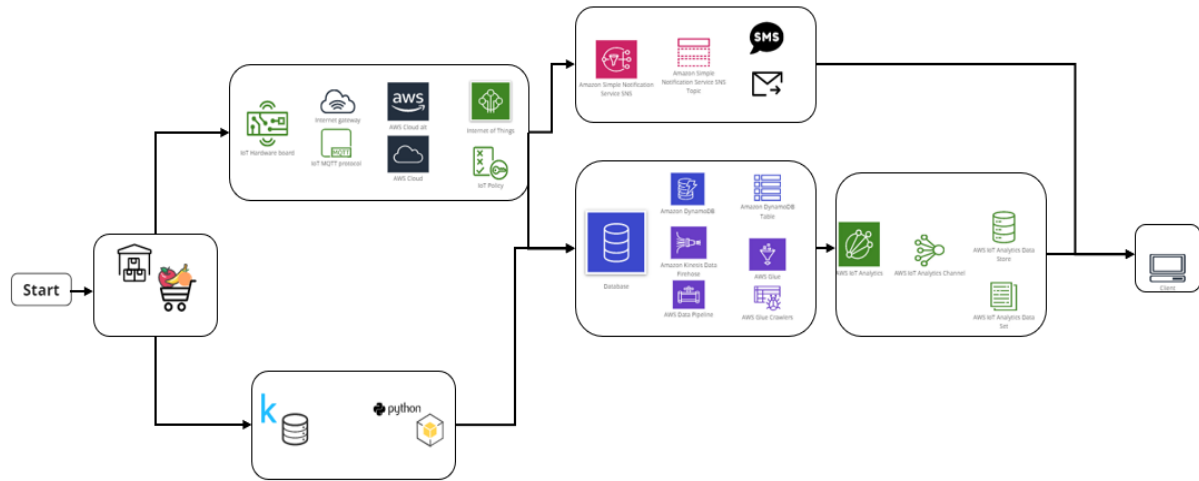 Start
IoT Hardware board
Internet gateway
IoT MQTT protocol
MQTT
aws
AWS Cloud alt
AWS Cloud
Internet of Things
IoT Policy
Amazon Simple Notification
Service SNS
Amazon Simple
Notification Service SNS
Topic
SMS
Database
Amazon DynamoDB
Amazon DynamoDB
Table
Amazon Kinesis Data
Firehose
AWS Glue
AWS Data Pipeline
AWS Glue Crawlers
AWS IoT Analytics
AWS IoT Analytics Channel
AWS IoT Analytics Data
Store
AWS IoT Analytics Data
Set
Client
k
python